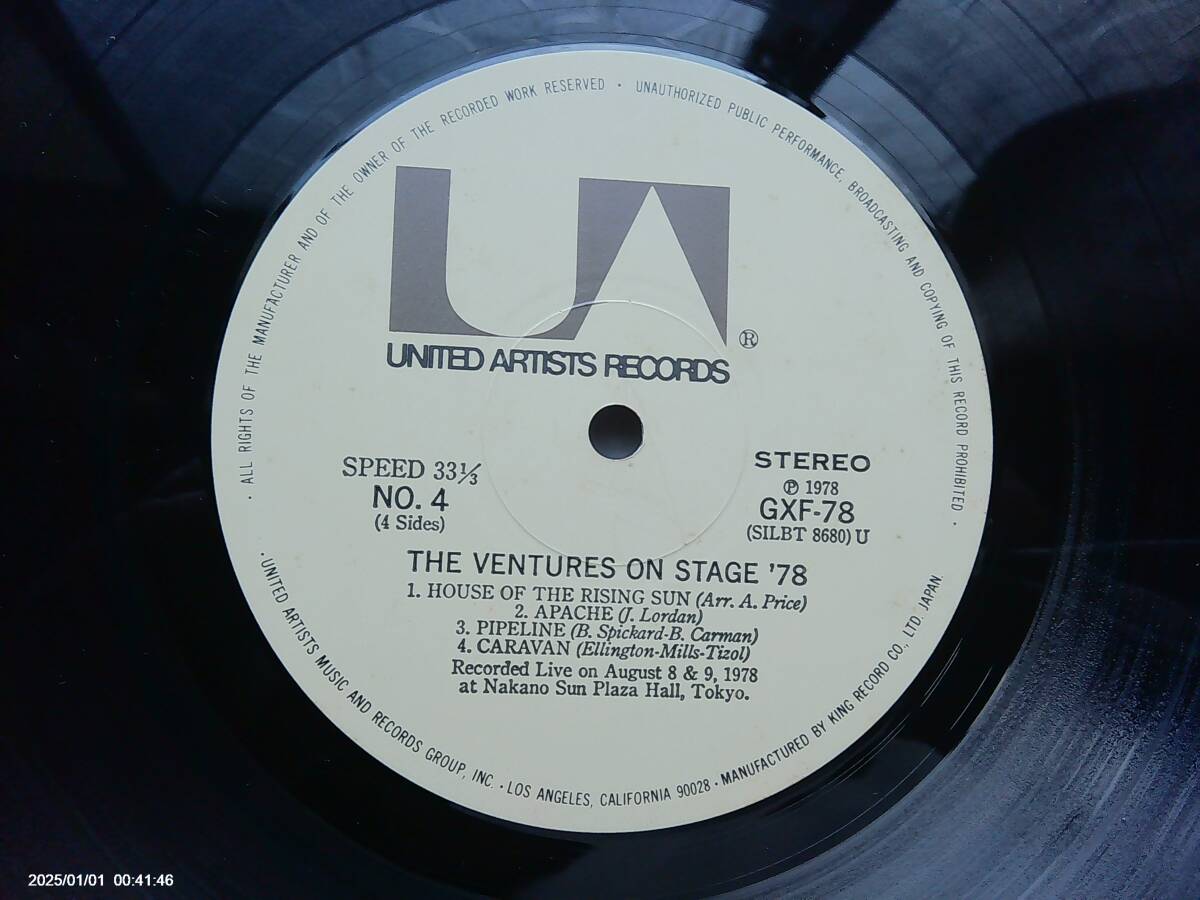 · ALL RIGHTS OF THE MANUFACTURER AND OF THE OWNER OF THE RECORDED WORK RESERVED · UNAUTHORIZED PUBLIC PERFORMANCE, BROADCASTING AND COPYING OF THIS RECORD PROHIBITED ·
UA
®
UNITED ARTISTS RECORDS
SPEED 33⅓
NO. 4
(4 Sides)
STEREO
℗ 1978
GXF-78
(SILBT 8680) U
THE VENTURES ON STAGE '78
1. HOUSE OF THE RISING SUN (Arr. A. Price)
2. APACHE (J. Lordan)
3. PIPELINE (B. Spickard-B. Carman)
4. CARAVAN (Ellington-Mills-Tizol)
Recorded Live on August 8 & 9, 1978
at Nakano Sun Plaza Hall, Tokyo.
· UNITED ARTISTS MUSIC AND RECORDS GROUP, INC. · LOS ANGELES, CALIFORNIA 90028 · MANUFACTURED BY KING RECORD CO., LTD. JAPAN.
2025/01/01 00:41:46